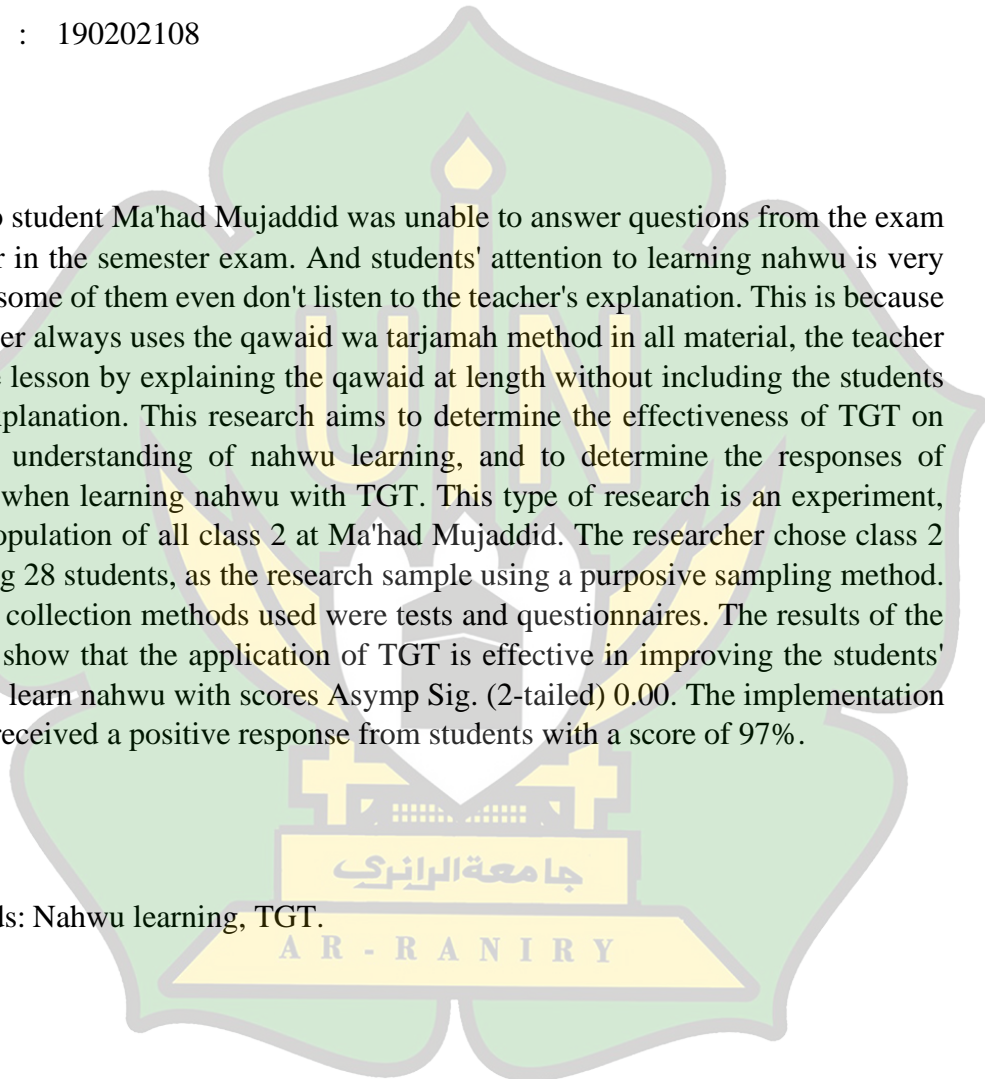 : 190202108
UIN
student Ma'had Mujaddid was unable to answer questions from the exam
in the semester exam. And students' attention to learning nahwu is very
some of them even don't listen to the teacher's explanation. This is because
er always uses the qawaid wa tarjamah method in all material, the teacher
lesson by explaining the qawaid at length without including the students
xplanation. This research aims to determine the effectiveness of TGT on
understanding of nahwu learning, and to determine the responses of
when learning nahwu with TGT. This type of research is an experiment,
opulation of all class 2 at Ma'had Mujaddid. The researcher chose class 2
g 28 students, as the research sample using a purposive sampling method.
collection methods used were tests and questionnaires. The results of the
show that the application of TGT is effective in improving the students'
learn nahwu with scores Asymp Sig. (2-tailed) 0.00. The implementation
received a positive response from students with a score of 97%.
جامعة الرانري
ds: Nahwu learning, TGT.
AR-RANIRY